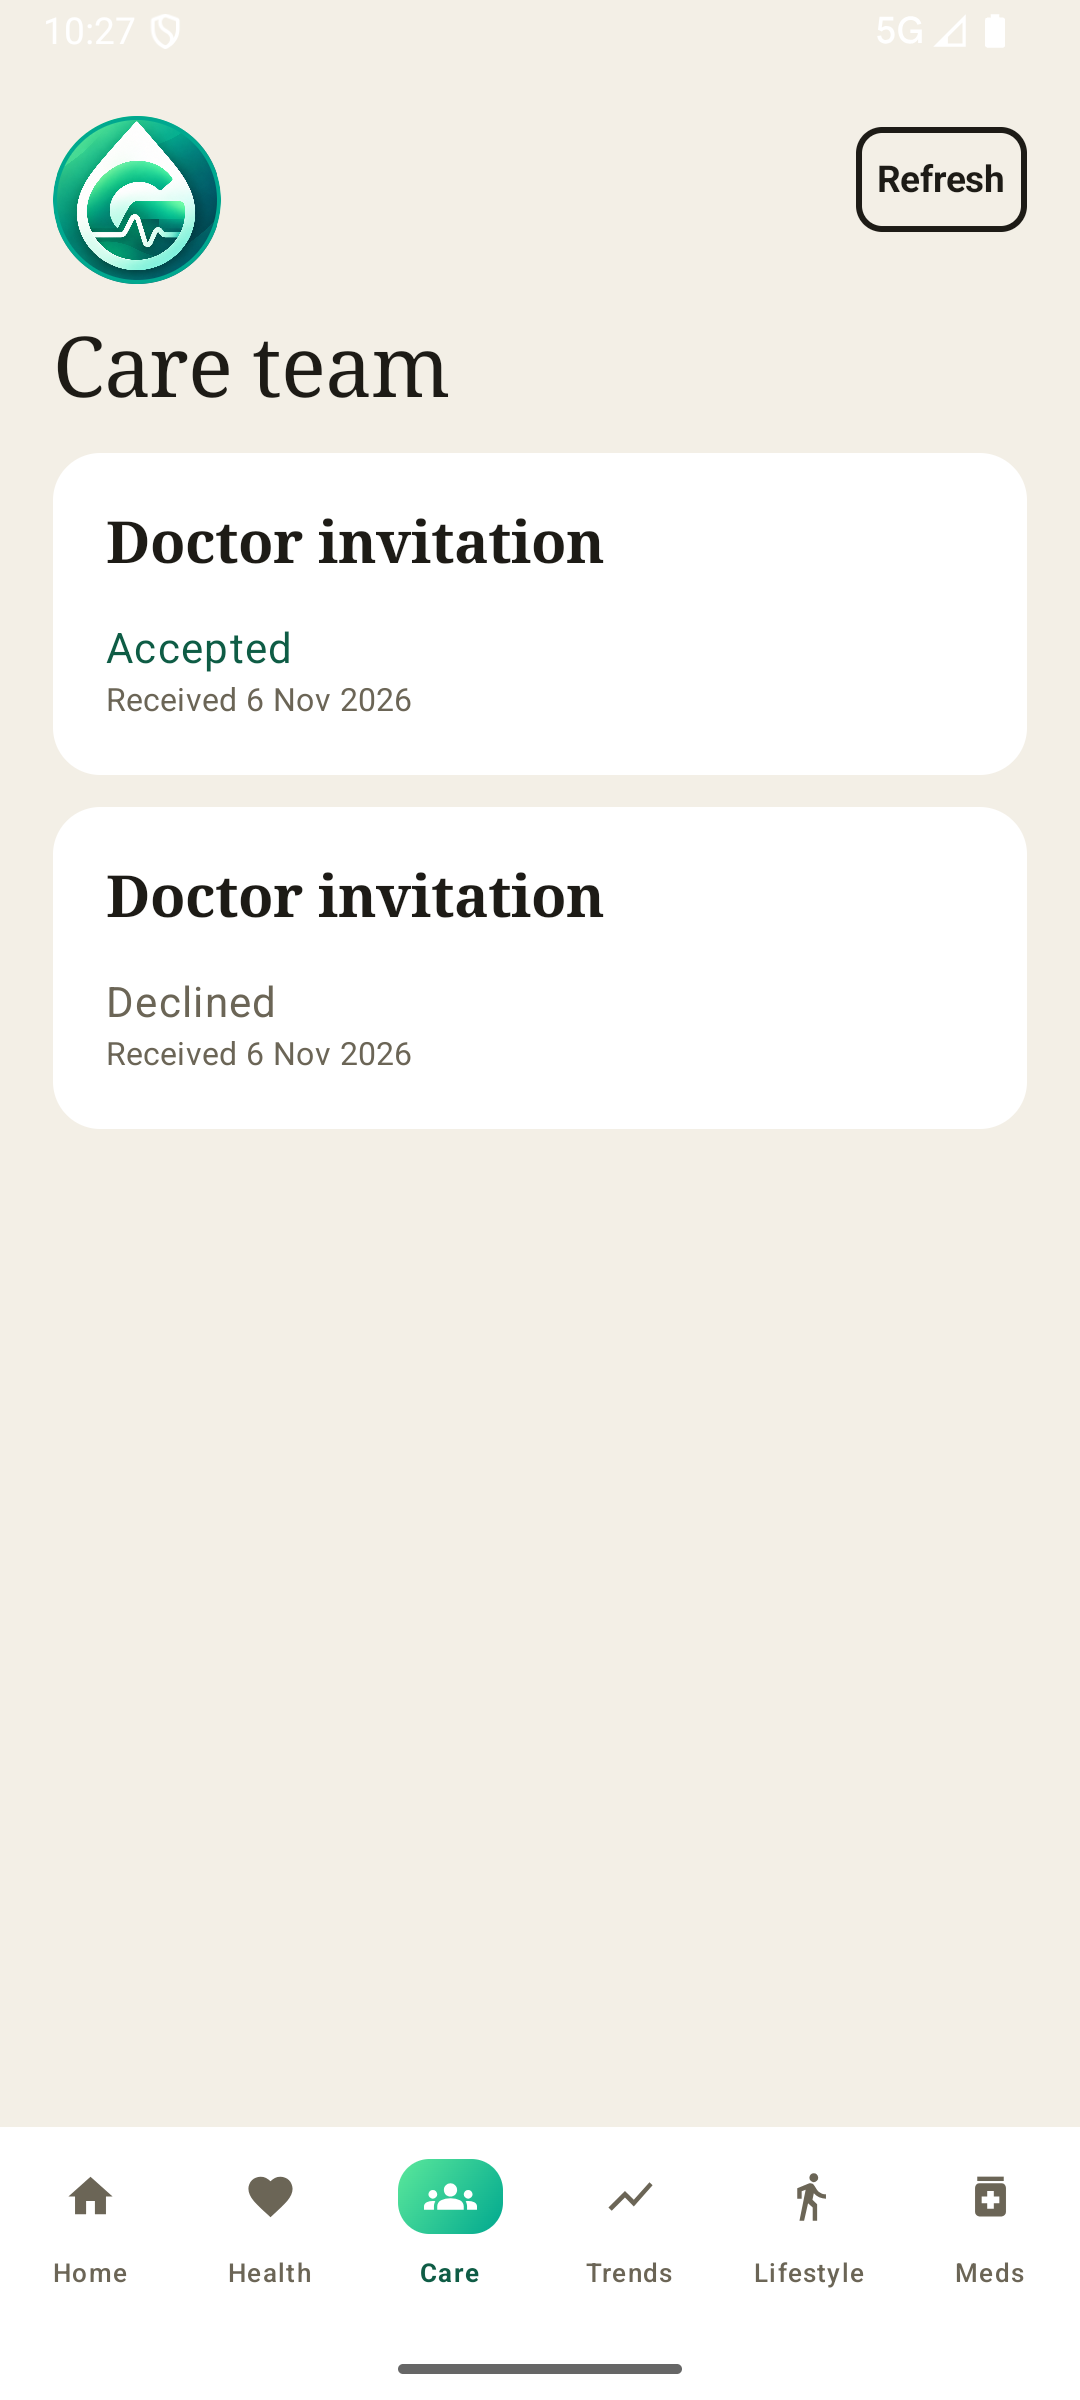 10:27
5G
Refresh
Care team
Doctor invitation
Accepted
Received 6 Nov 2026
Doctor invitation
Declined
Received 6 Nov 2026
Home Health Care Trends Lifestyle Meds